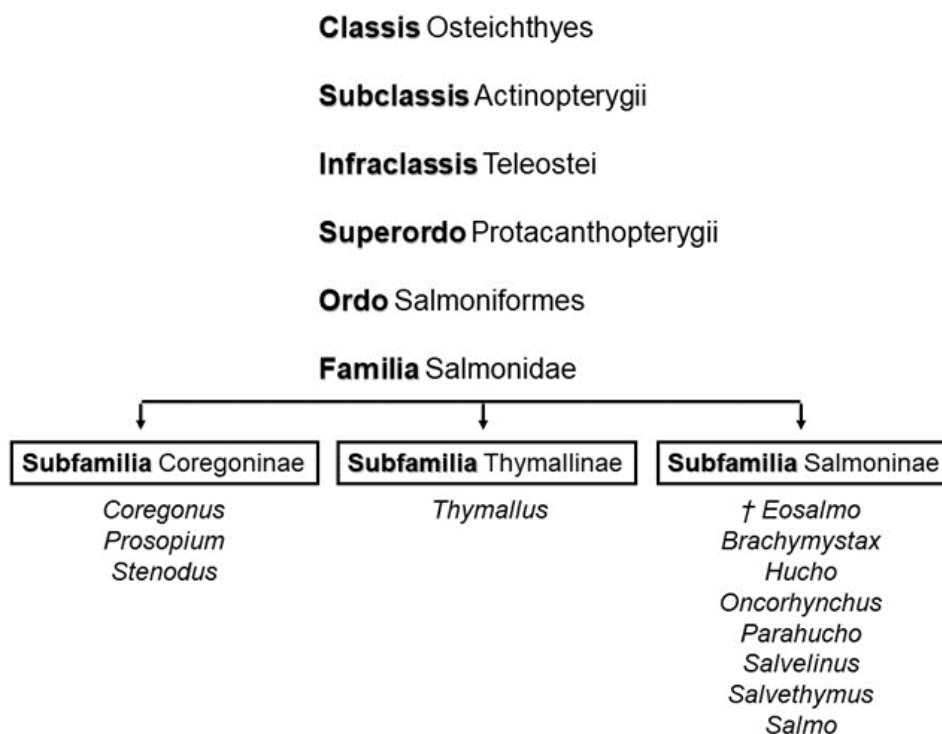 Classis Osteichthyes
Subclassis Actinopterygii
Infraclassis Teleostei
Superordo Protacanthopterygii
Ordo Salmoniformes
Familia Salmonidae
Subfamilia Coregoninae
Coregonus
Prosopium
Stenodus
Subfamilia Thymallinae
Thymallus
Subfamilia Salmoninae
† Eosalmo
Brachymystax
Hucho
Oncorhynchus
Parahucho
Salvelinus
Salvethymus
Salmo